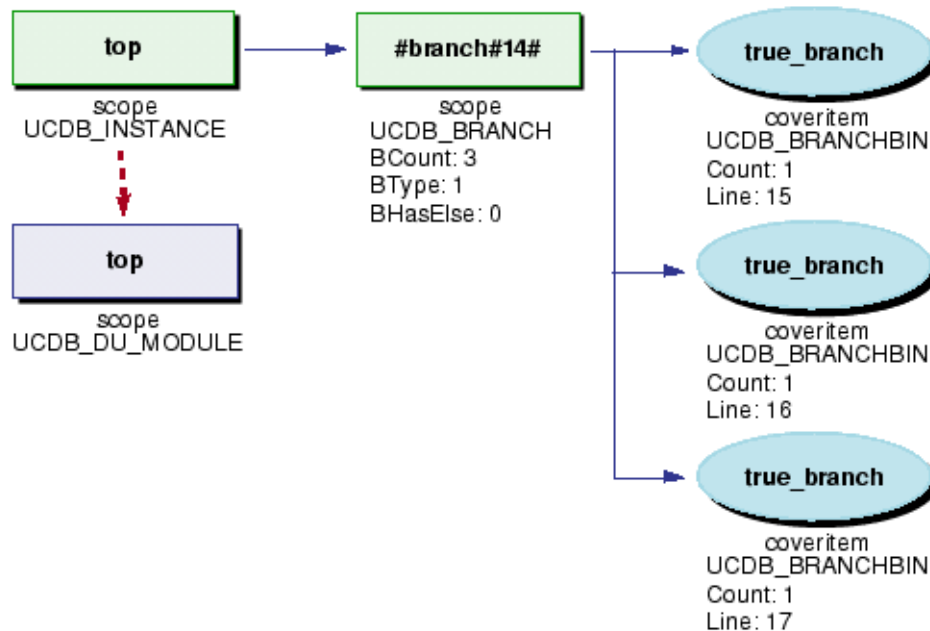 top
scope
UCDB_INSTANCE
top
scope
UCDB_DU_MODULE
#branch#14#
scope
UCDB_BRANCH
BCount: 3
BType: 1
BHasElse: 0
true_branch
coveritem
UCDB_BRANCHBIN
Count: 1
Line: 15
true_branch
coveritem
UCDB_BRANCHBIN
Count: 1
Line: 16
true_branch
coveritem
UCDB_BRANCHBIN
Count: 1
Line: 17